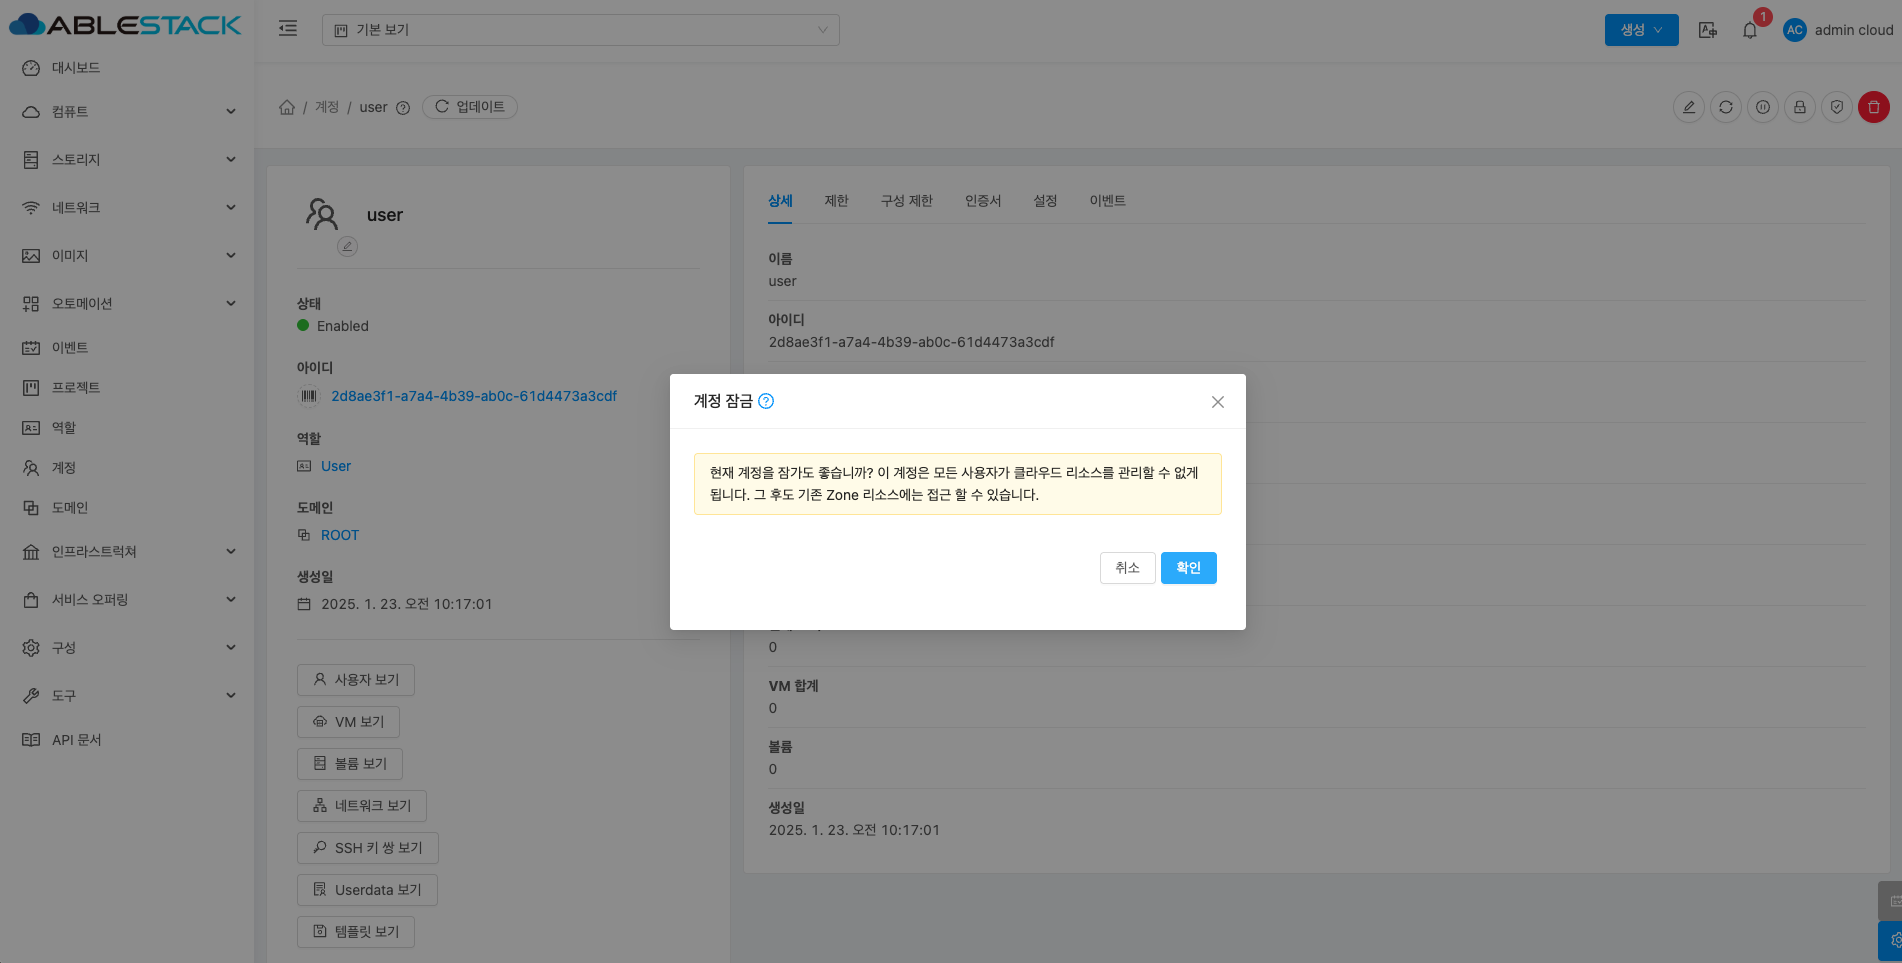 ABLESTACK
기본 보기
생성
1
AC
admin cloud
대시보드
컴퓨트
스토리지
네트워크
이미지
오토메이션
이벤트
프로젝트
역할
계정
도메인
인프라스트럭쳐
서비스 오퍼링
구성
도구
API 문서
/ 계정 / user
업데이트
user
상태
Enabled
아이디
2d8ae3f1-a7a4-4b39-ab0c-61d4473a3cdf
역할
User
도메인
ROOT
생성일
2025. 1. 23. 오전 10:17:01
사용자 보기
VM 보기
볼륨 보기
네트워크 보기
SSH 키 쌍 보기
Userdata 보기
템플릿 보기
상세 제한 구성 제한 인증서 설정 이벤트
이름
user
아이디
2d8ae3f1-a7a4-4b39-ab0c-61d4473a3cdf
계정 잠금
현재 계정을 잠가도 좋습니까? 이 계정은 모든 사용자가 클라우드 리소스를 관리할 수 없게
됩니다. 그 후도 기존 Zone 리소스에는 접근 할 수 있습니다.
취소
확인
0
VM 합계
0
볼륨
0
생성일
2025. 1. 23. 오전 10:17:01